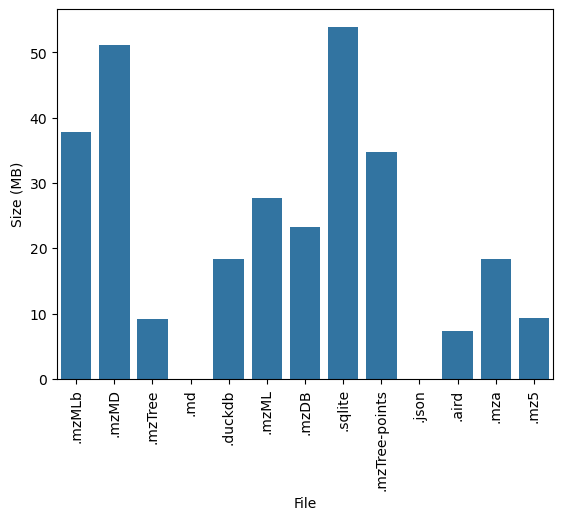 50
40
30
20
10
0
Size (MB)
.mzMLb
.mzMD
.mzTree
.md
.duckdb
.mzML
.mzDB
.sqlite
.mzTree-points
.json
.aird
.mza
.mz5
File